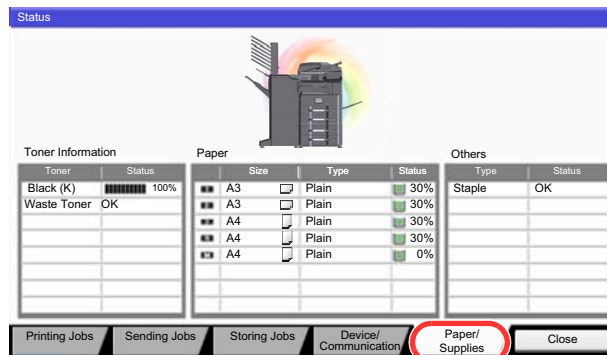 Status
Toner Information
Paper
Others
Toner Status
Size Type Status
Type Status
Black (K) 100%
A3 Plain 30%
Staple OK
Waste Toner OK
A3 Plain 30%
A4 Plain 30%
A4 Plain 30%
A4 Plain 0%
Printing Jobs
Sending Jobs
Storing Jobs
Device/
Communication
Paper/
Supplies
Close